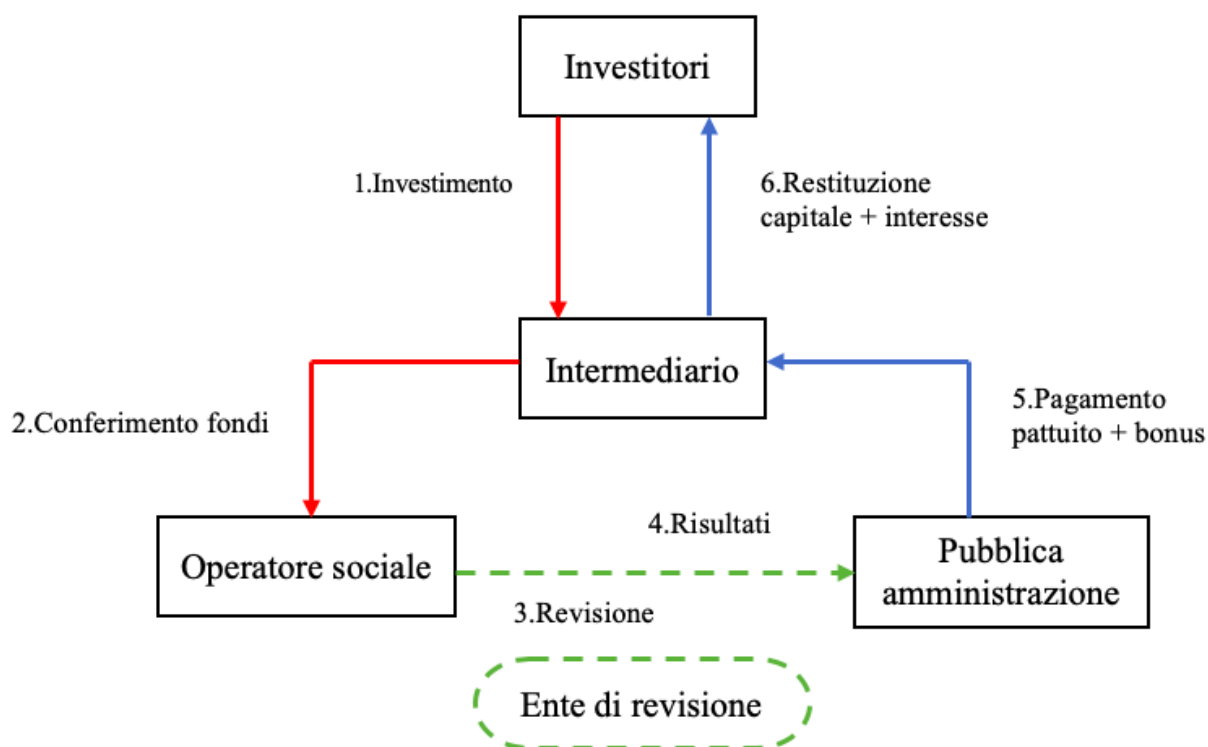 Investitori
1.Investimento
6.Restituzione
capitale + interesse
Intermediario
2.Conferimento fondi
5.Pagamento
pattuito + bonus
4.Risultati
Operatore sociale
Pubblica
amministrazione
3.Revisione
Ente di revisione